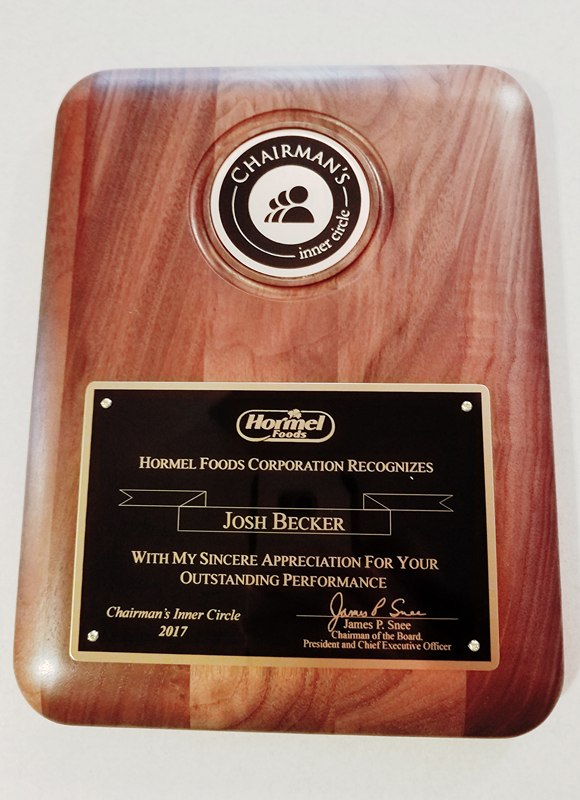 CHAIRMAN'S
inner circle
Hormel
Foods
HORMEL FOODS CORPORATION RECOGNIZES
JOSH BECKER
WITH MY SINCERE APPRECIATION FOR YOUR
OUTSTANDING PERFORMANCE
Chairman's Inner Circle
2017
James P Snee
James P. Snee
Chairman of the Board.
President and Chief Executive Officer